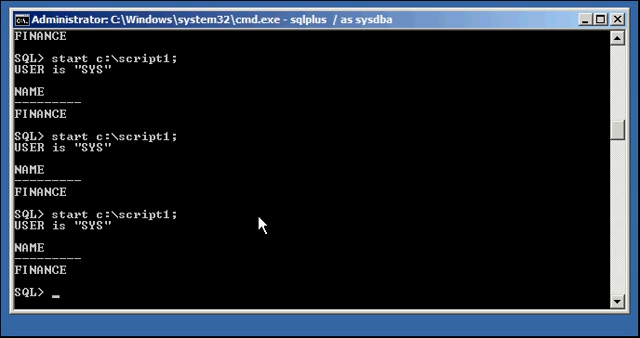 Administrator: C:\Windows\system32\cmd.exe - sqlplus  / as sysdba
FINANCE
SQL> start c:\script1;
USER is "SYS"
NAME
---------
FINANCE
SQL> start c:\script1;
USER is "SYS"
NAME
---------
FINANCE
SQL> start c:\script1;
USER is "SYS"
NAME
---------
FINANCE
SQL> _